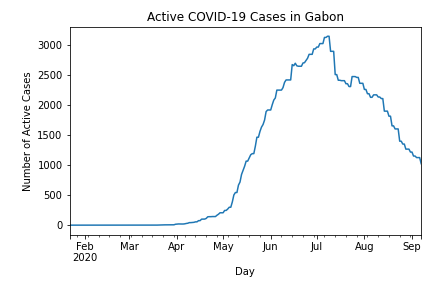 Active COVID-19 Cases in Gabon
Number of Active Cases
3000
2500
2000
1500
1000
500
0
Feb Mar Apr May Jun Jul Aug Sep
2020
Day